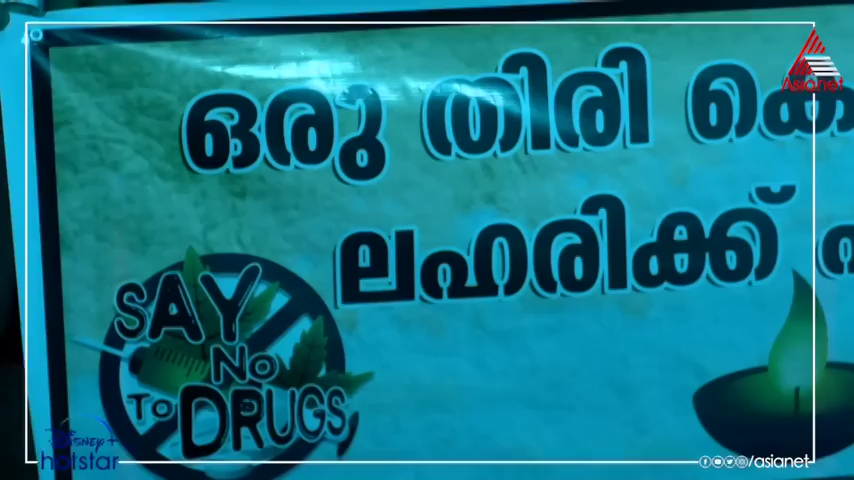 Asianet
ഒരു തിരി
ലഹരിക്ക്
SAY
No
TO DRUGS
DISNEY+
hotstar
/asianet